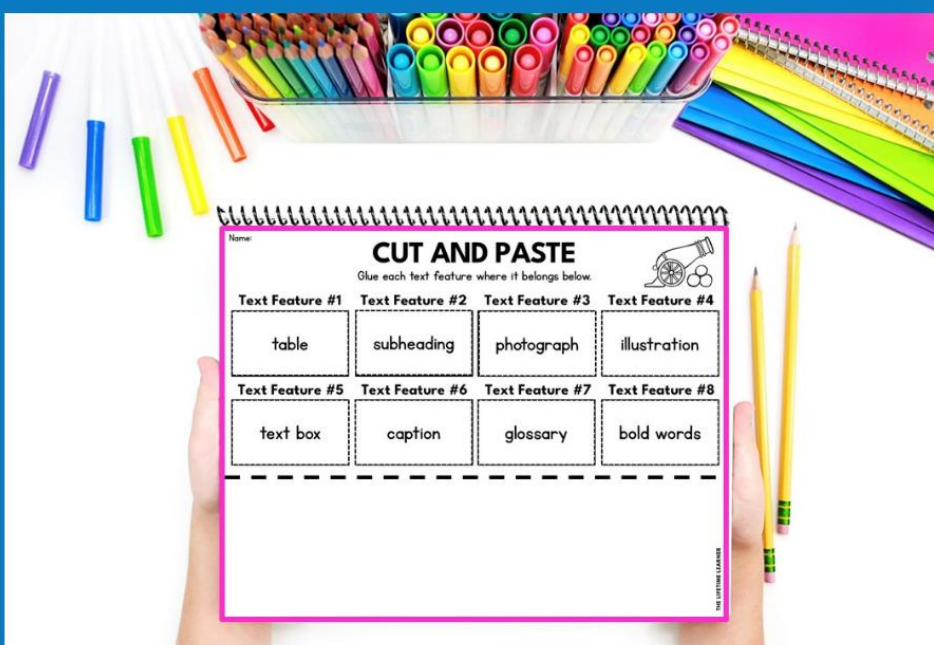 Name:
CUT AND PASTE
Glue each text feature where it belongs below.
Text Feature #1 Text Feature #2 Text Feature #3 Text Feature #4
table subheading photograph illustration
Text Feature #5 Text Feature #6 Text Feature #7 Text Feature #8
text box caption glossary bold words
THE LIFETIME LEARNER